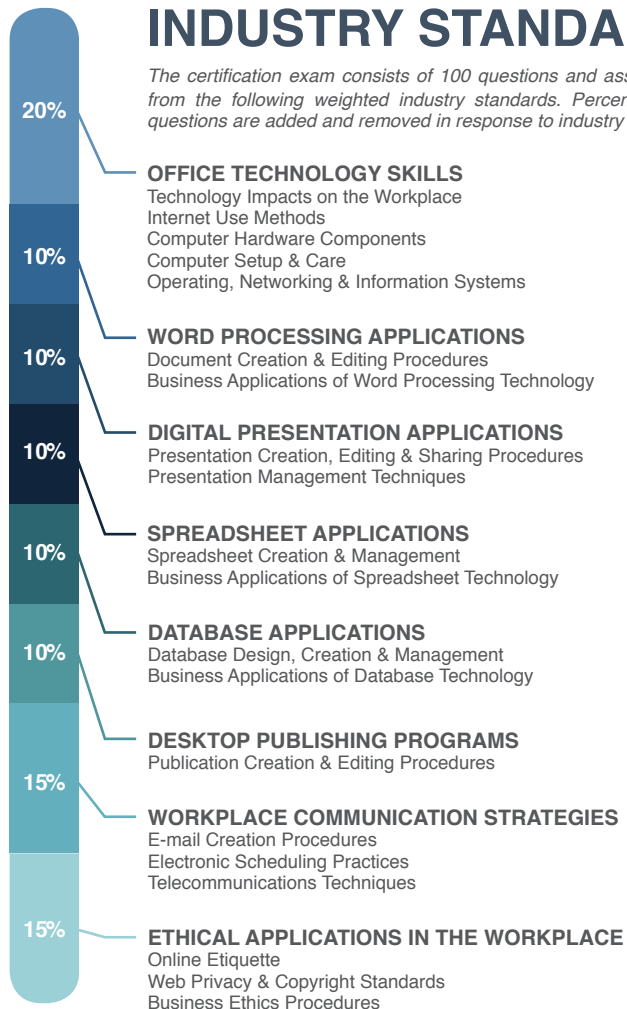 INDUSTRY STANDA
The certification exam consists of 100 questions and ass
from the following weighted industry standards. Percen
questions are added and removed in response to industry
20%
OFFICE TECHNOLOGY SKILLS
Technology Impacts on the Workplace
Internet Use Methods
Computer Hardware Components
Computer Setup & Care
Operating, Networking & Information Systems
10%
WORD PROCESSING APPLICATIONS
Document Creation & Editing Procedures
Business Applications of Word Processing Technology
10%
DIGITAL PRESENTATION APPLICATIONS
Presentation Creation, Editing & Sharing Procedures
Presentation Management Techniques
10%
SPREADSHEET APPLICATIONS
Spreadsheet Creation & Management
Business Applications of Spreadsheet Technology
10%
DATABASE APPLICATIONS
Database Design, Creation & Management
Business Applications of Database Technology
10%
DESKTOP PUBLISHING PROGRAMS
Publication Creation & Editing Procedures
15%
WORKPLACE COMMUNICATION STRATEGIES
E-mail Creation Procedures
Electronic Scheduling Practices
Telecommunications Techniques
15%
ETHICAL APPLICATIONS IN THE WORKPLACE
Online Etiquette
Web Privacy & Copyright Standards
Business Ethics Procedures